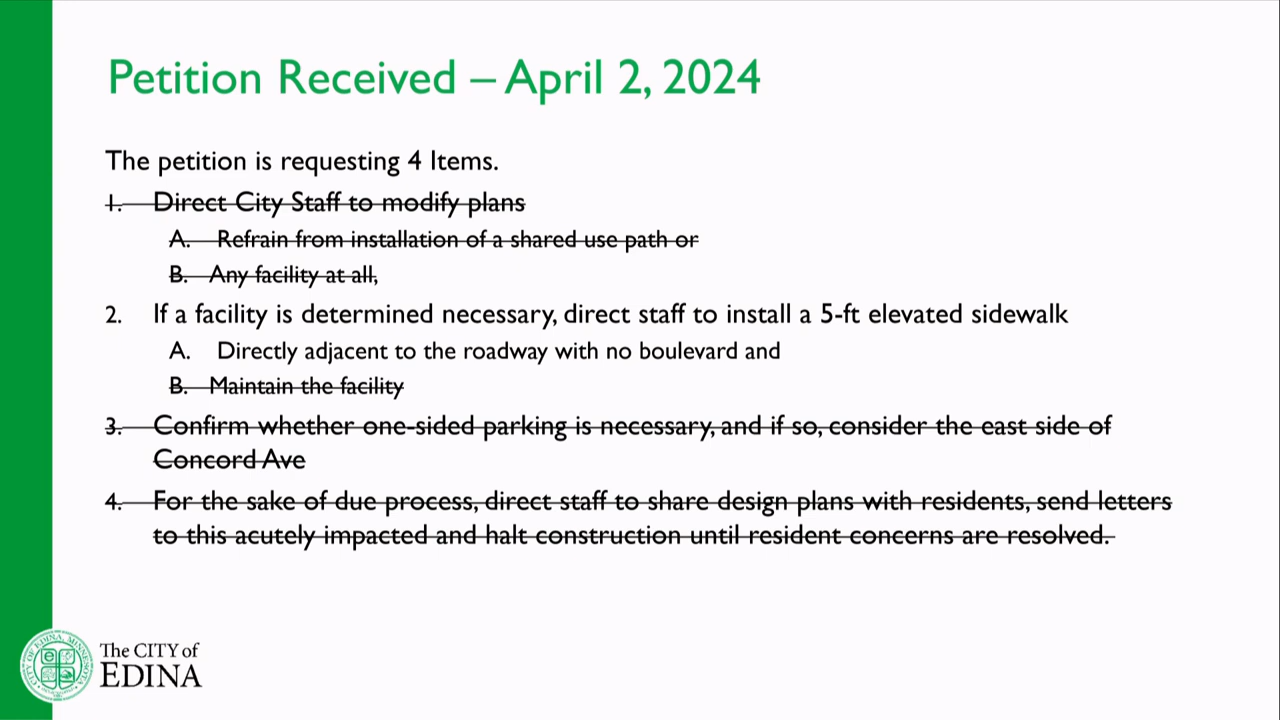 Petition Received – April 2, 2024
The petition is requesting 4 Items.
1. Direct City Staff to modify plans
A. Refrain from installation of a shared use path or
B. Any facility at all,
2. If a facility is determined necessary, direct staff to install a 5-ft elevated sidewalk
A. Directly adjacent to the roadway with no boulevard and
B. Maintain the facility
3. Confirm whether one-sided parking is necessary, and if so, consider the east side of
Concord Ave
4. For the sake of due process, direct staff to share design plans with residents, send letters
to this acutely impacted and halt construction until resident concerns are resolved.
CITY OF EDINA, MINNESOTA
The CITY of
EDINA